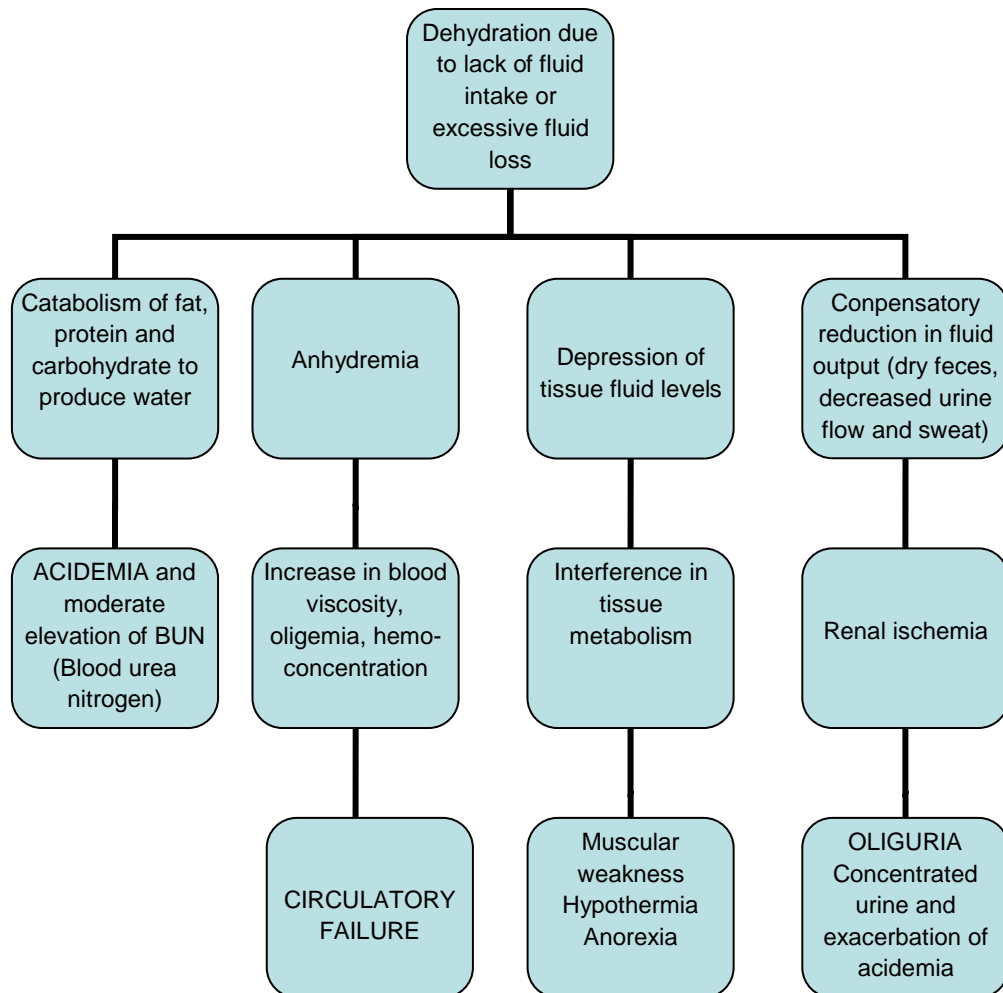 Dehydration due
to lack of fluid
intake or
excessive fluid
loss
Catabolism of fat,
protein and
carbohydrate to
produce water
Anhydremia
Depression of
tissue fluid levels
Conpensatory
reduction in fluid
output (dry feces,
decreased urine
flow and sweat)
ACIDEMIA and
moderate
elevation of BUN
(Blood urea
nitrogen)
Increase in blood
viscosity,
oligemia, hemo-
concentration
Interference in
tissue
metabolism
Renal ischemia
CIRCULATORY
FAILURE
Muscular
weakness
Hypothermia
Anorexia
OLIGURIA
Concentrated
urine and
exacerbation of
acidemia